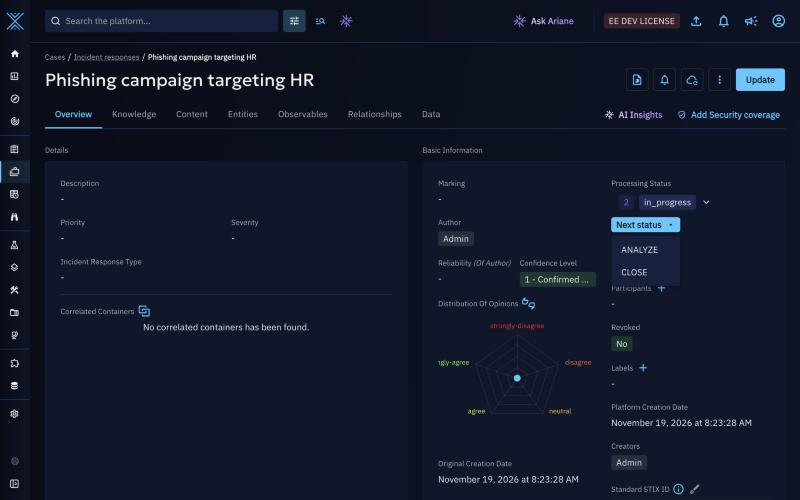 Search the platform...
Ask Ariane
EE DEV LICENSE
Cases / Incident responses / Phishing campaign targeting HR
Phishing campaign targeting HR
Update
Overview Knowledge Content Entities Observables Relationships Data
AI Insights
Add Security coverage
Details
Description
-
Priority Severity
- -
Incident Response Type
-
Correlated Containers
No correlated containers has been found.
Basic Information
Marking
-
Author
Admin
Reliability (Of Author) Confidence Level
- 1 - Confirmed ...
Distribution Of Opinions
strongly-disagree
ngly-agree disagree
agree neutral
Original Creation Date
November 19, 2026 at 8:23:28 AM
Processing Status
2 in_progress
Next status
ANALYZE
CLOSE
Participants
-
Revoked
No
Labels
-
Platform Creation Date
November 19, 2026 at 8:23:28 AM
Creators
Admin
Standard STIX ID